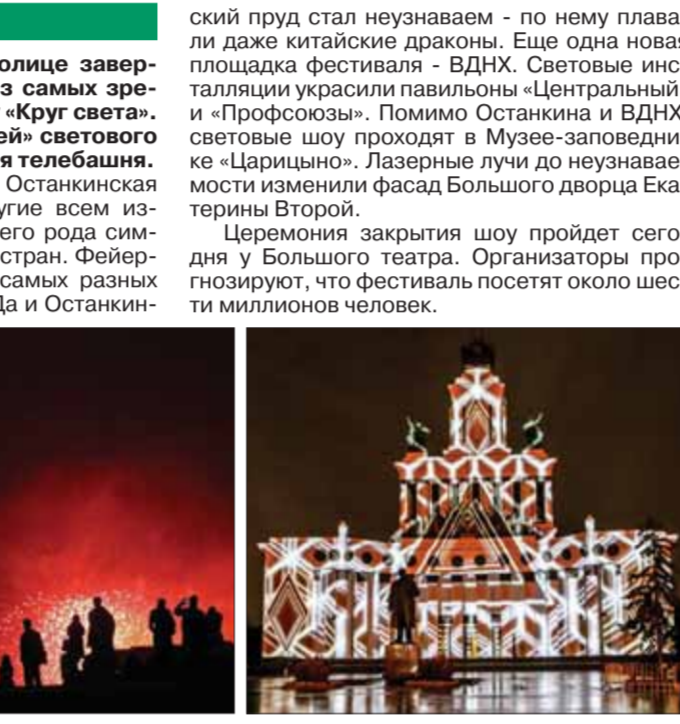 олице завер-
з самых зре-
«Круг света».
ей» светового
я телебашня.
Останкинская
угие всем из-
его рода сим-
стран. Фейер-
самых разных
Да и Останкин-
ский пруд стал неузнаваем - по нему плава
ли даже китайские драконы. Еще одна новая
площадка фестиваля - ВДНХ. Световые инс
талляции украсили павильоны «Центральный
и «Профсоюзы». Помимо Останкина и ВДНХ
световые шоу проходят в Музее-заповедни
ке «Царицыно». Лазерные лучи до неузнавае
мости изменили фасад Большого дворца Ека
терины Второй.
Церемония закрытия шоу пройдет сего
дня у Большого театра. Организаторы про
гнозируют, что фестиваль посетят около шес
ти миллионов человек.